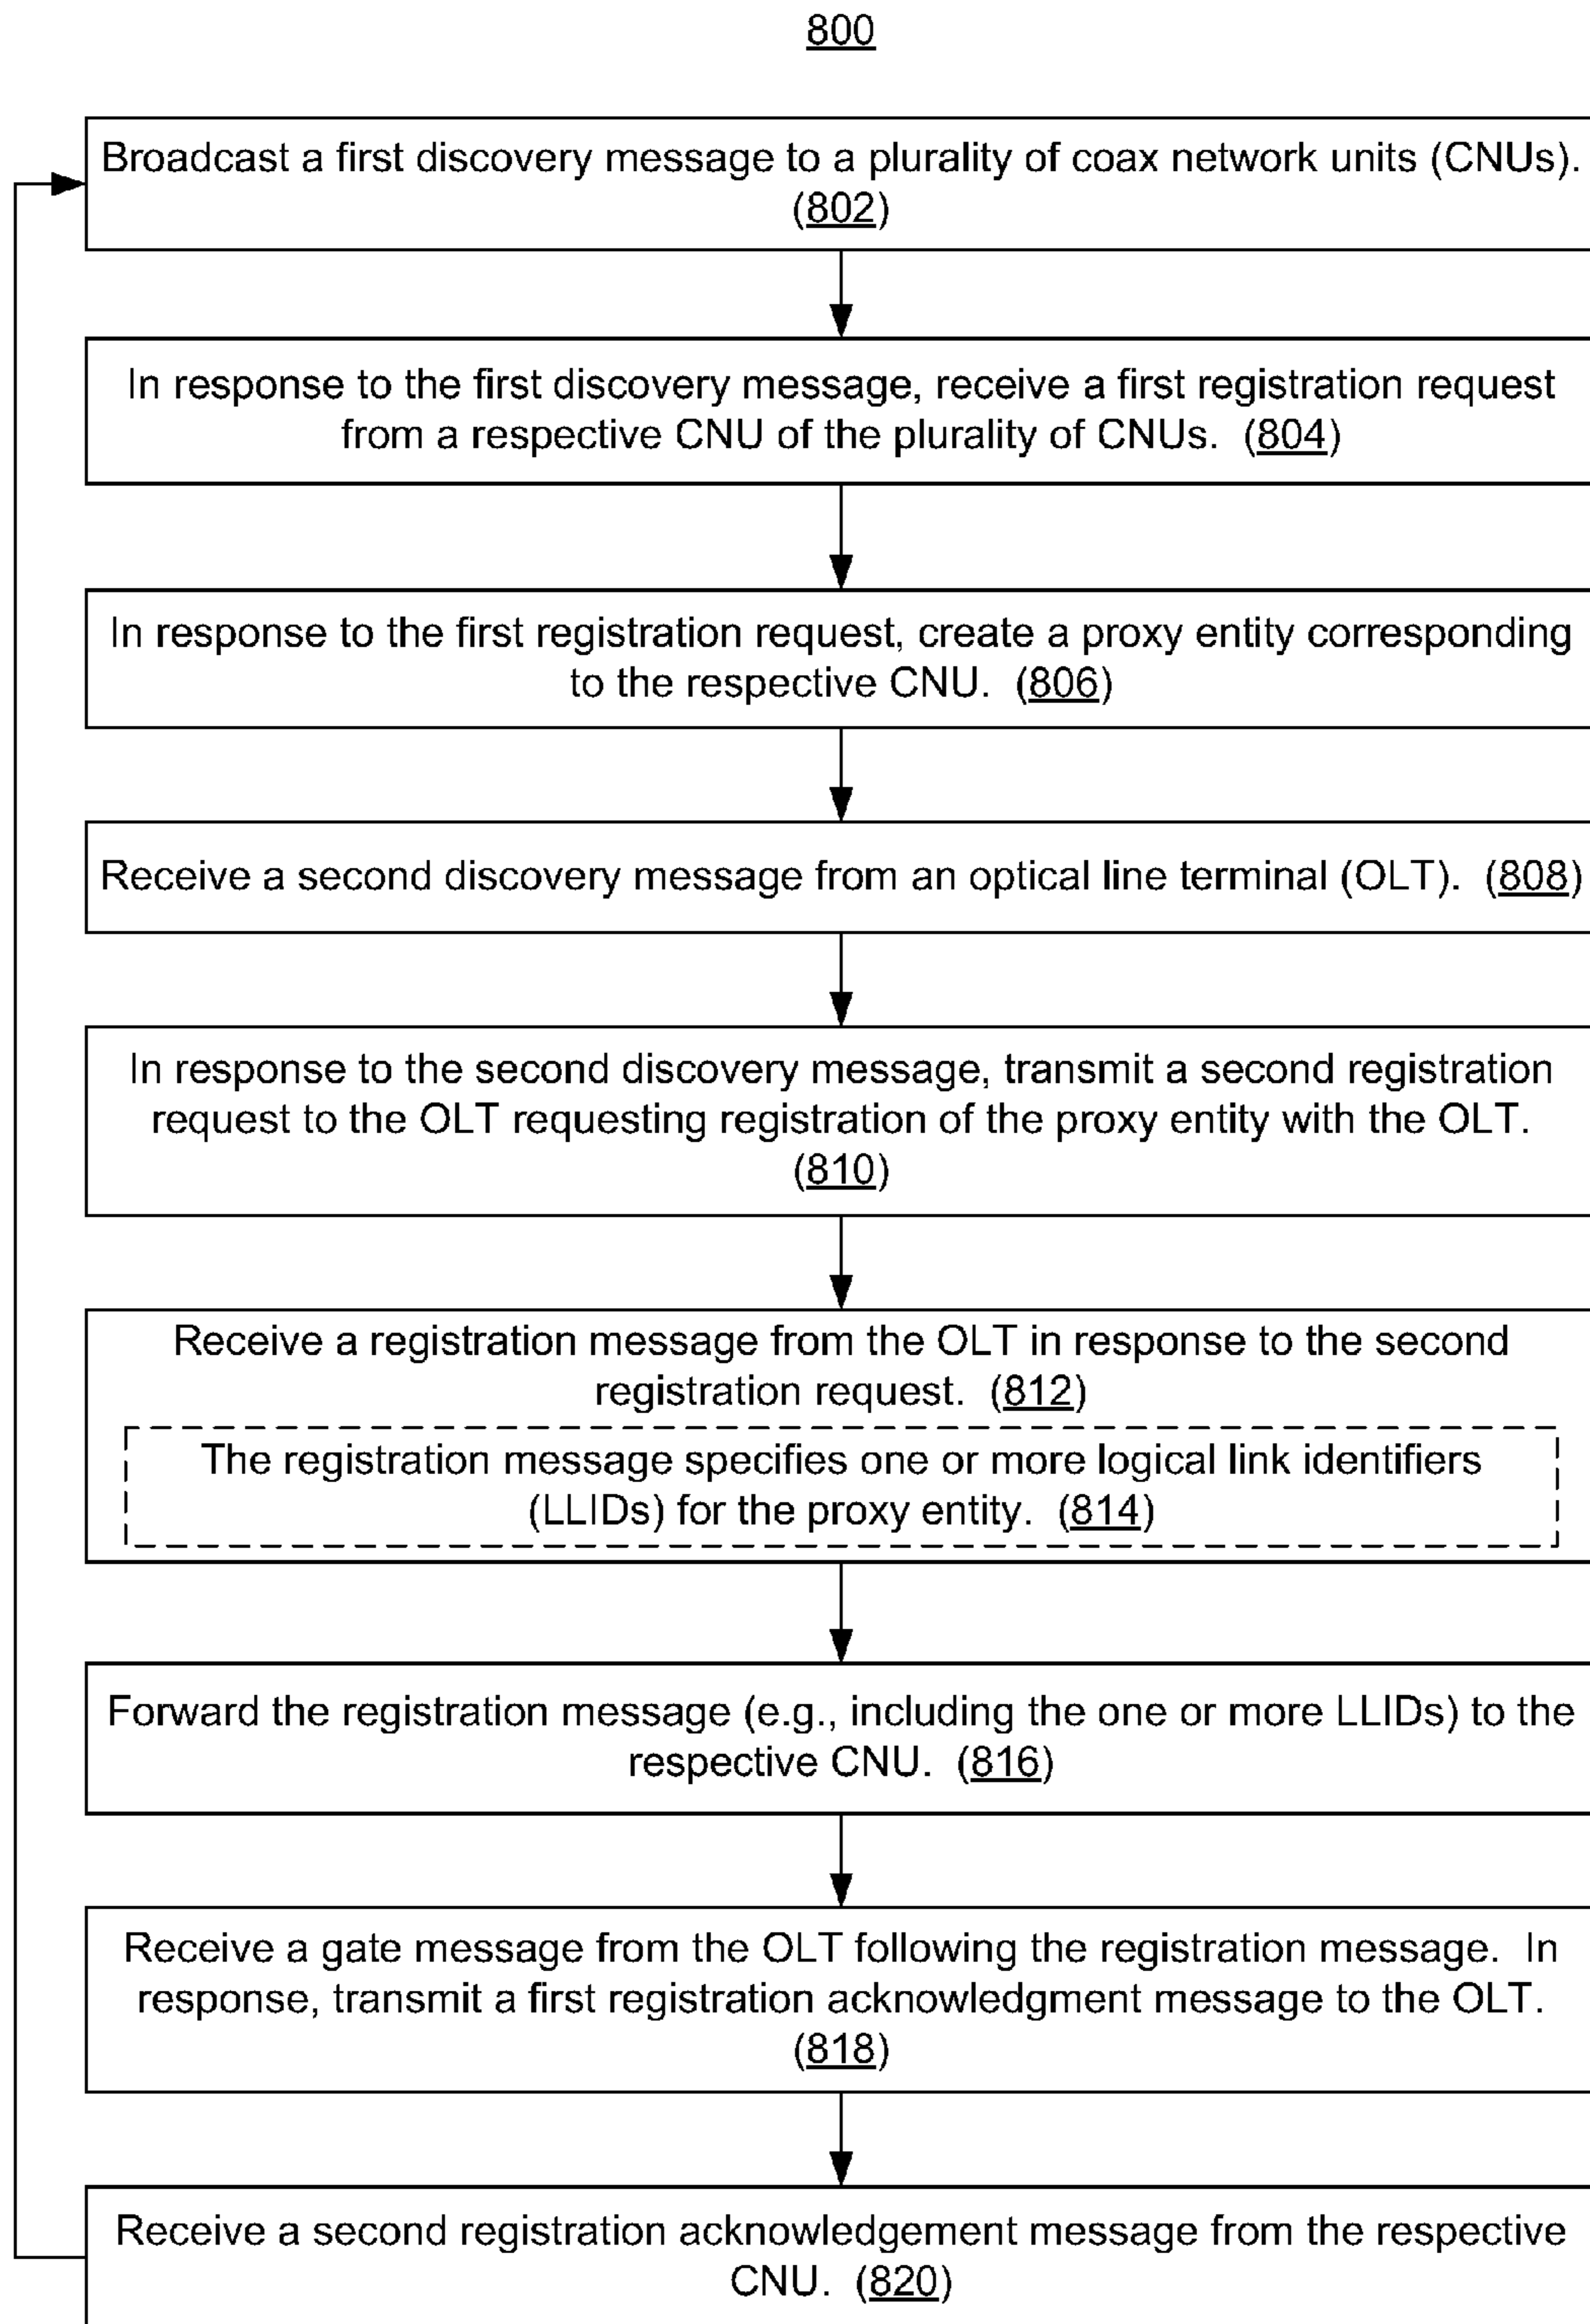 800
Broadcast a first discovery message to a plurality of coax network units (CNUs).
(802)
In response to the first discovery message, receive a first registration request
from a respective CNU of the plurality of CNUs. (804)
In response to the first registration request, create a proxy entity corresponding
to the respective CNU. (806)
Receive a second discovery message from an optical line terminal (OLT). (808)
In response to the second discovery message, transmit a second registration
request to the OLT requesting registration of the proxy entity with the OLT.
(810)
Receive a registration message from the OLT in response to the second
registration request. (812)
The registration message specifies one or more logical link identifiers
(LLIDs) for the proxy entity. (814)
Forward the registration message (e.g., including the one or more LLIDs) to the
respective CNU. (816)
Receive a gate message from the OLT following the registration message. In
response, transmit a first registration acknowledgment message to the OLT.
(818)
Receive a second registration acknowledgement message from the respective
CNU. (820)